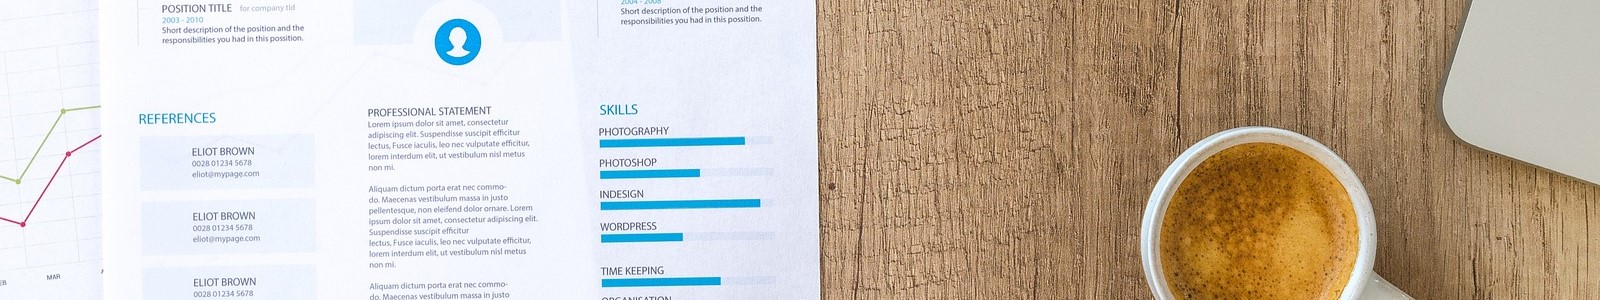 POSITION TITLE for company tld
2003 - 2010
Short description of the position and the
responsibilities you had in this possition.
2004 - 2008
Short description of the position and the
responsibilities you had in this possition.
REFERENCES
ELIOT BROWN
0028 01234 5678
eliot@mypage.com
ELIOT BROWN
0028 01234 5678
eliot@mypage.com
ELIOT BROWN
0028 01234 5678
PROFESSIONAL STATEMENT
Lorem ipsum dolor sit amet, consectetur
adipiscing elit. Suspendisse suscipit efficitur
lectus, Fusce iaculis, leo nec vulputate efficitur,
lorem interdum elit, ut vestibulum nisl metus
non mi.
Aliquam dictum porta erat nec commo-
do. Maecenas vestibulum massa in justo
pellentesque, non eleifend dolor ornare. Lorem
ipsum dolor sit amet, consectetur adipiscing elit.
Suspendisse suscipit efficitur
lectus, Fusce iaculis, leo nec vulputate efficitur,
lorem interdum elit, ut vestibulum nisl metus
non mi.
Aliquam dictum porta erat nec commo-
do. Maecenas vestibulum massa in justo
SKILLS
PHOTOGRAPHY
PHOTOSHOP
INDESIGN
WORDPRESS
TIME KEEPING
ORGANISATION
MAR